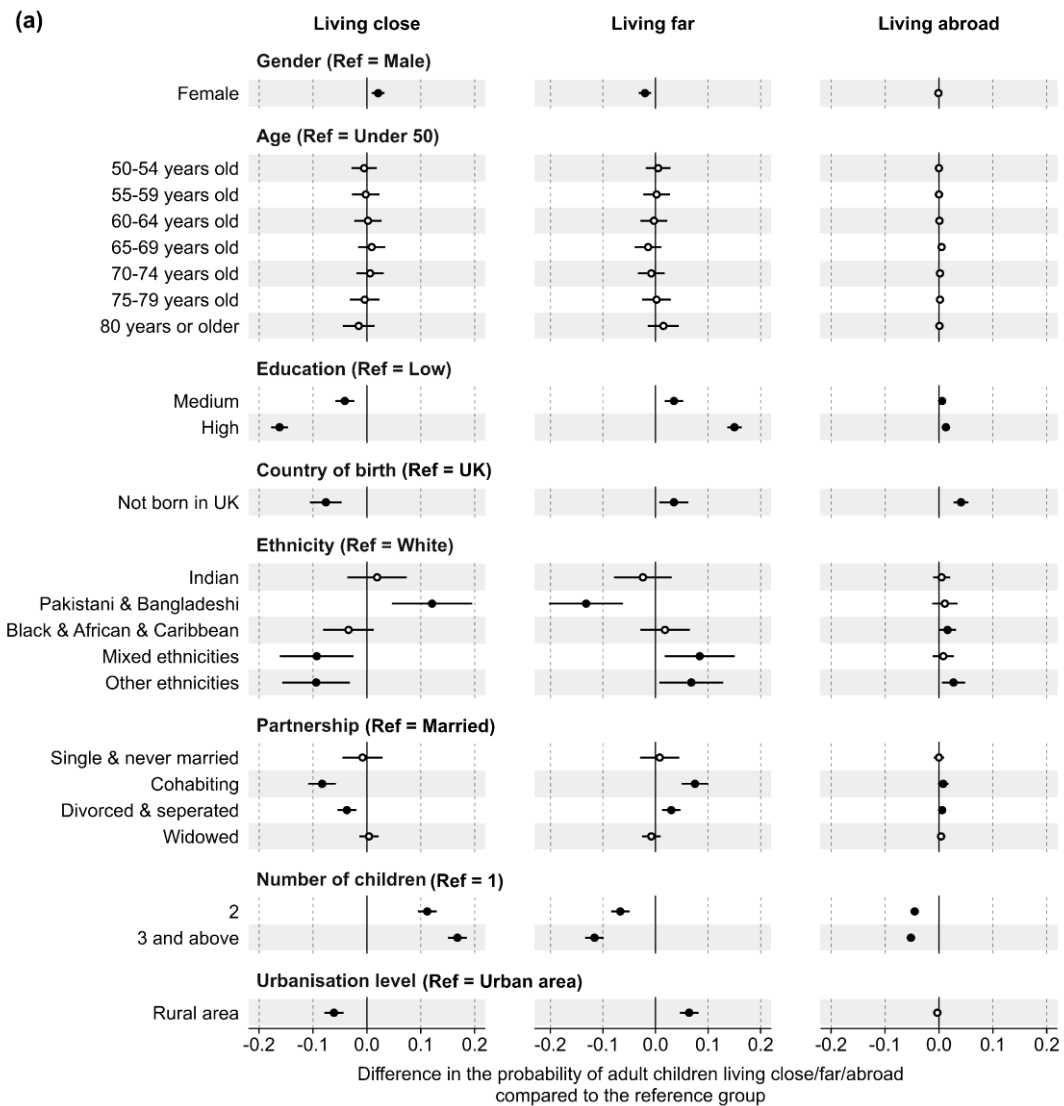 (a)
Living close Living far Living abroad
Gender (Ref = Male)
Female
Age (Ref = Under 50)
50-54 years old
55-59 years old
60-64 years old
65-69 years old
70-74 years old
75-79 years old
80 years or older
Education (Ref = Low)
Medium
High
Country of birth (Ref = UK)
Not born in UK
Ethnicity (Ref = White)
Indian
Pakistani & Bangladeshi
Black & African & Caribbean
Mixed ethnicities
Other ethnicities
Partnership (Ref = Married)
Single & never married
Cohabiting
Divorced & seperated
Widowed
Number of children (Ref = 1)
2
3 and above
Urbanisation level (Ref = Urban area)
Rural area
-0.2 -0.1 0.0 0.1 0.2 -0.2 -0.1 0.0 0.1 0.2 -0.2 -0.1 0.0 0.1 0.2
Difference in the probability of adult children living close/far/abroad
compared to the reference group